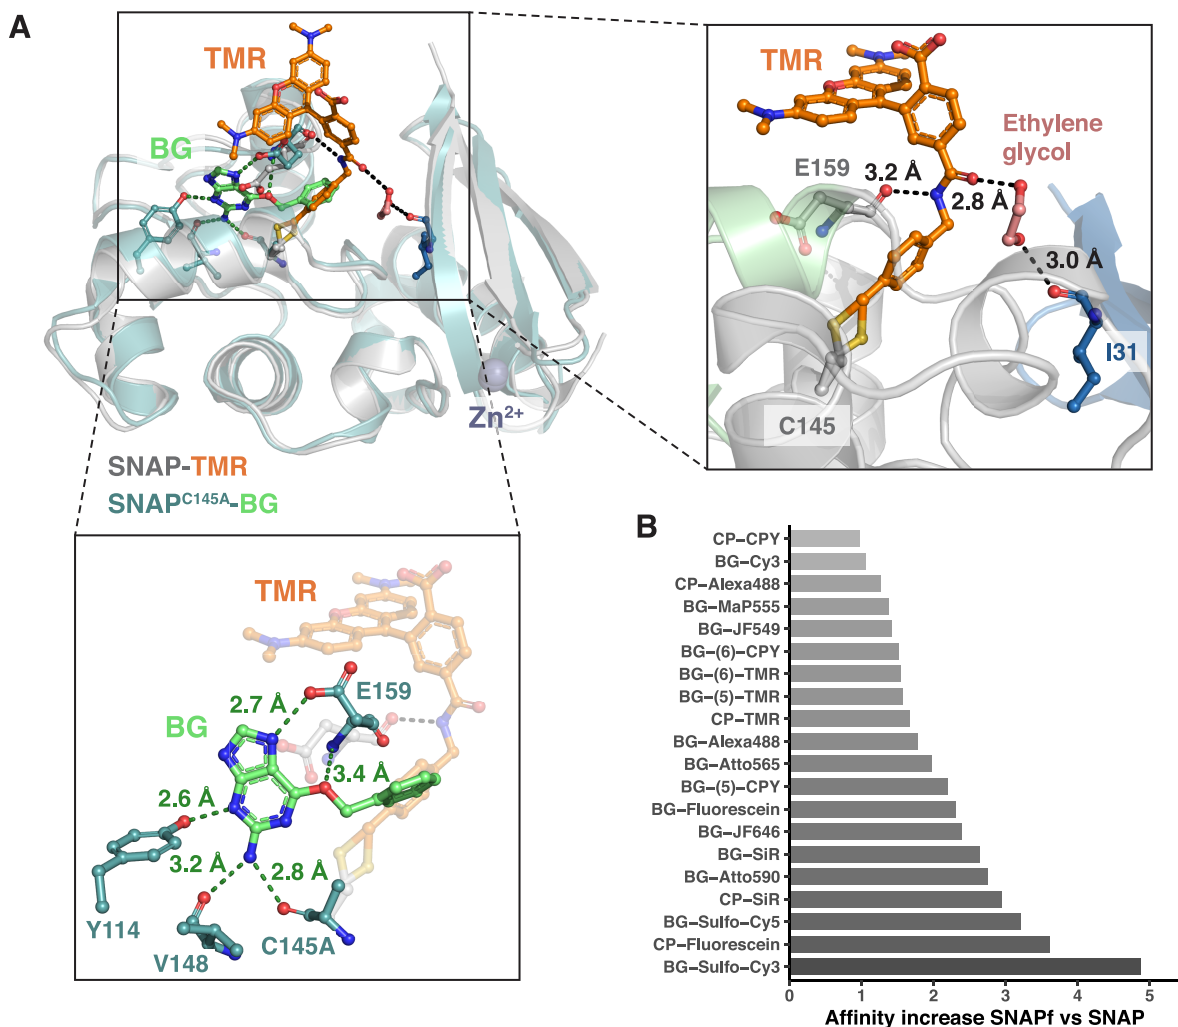 A
TMR
BG
Zn²⁺
SNAP-TMR
SNAPC145A-BG
TMR
Ethylene
glycol
E159
3.2 Å
2.8 Å
3.0 Å
I31
C145
TMR
E159
2.7 Å
BG
3.4 Å
2.6 Å
3.2 Å
2.8 Å
Y114
V148
C145A
B
CP–CPY
BG–Cy3
CP–Alexa488
BG–MaP555
BG–JF549
BG–(6)–CPY
BG–(6)–TMR
BG–(5)–TMR
CP–TMR
BG–Alexa488
BG–Atto565
BG–(5)–CPY
BG–Fluorescein
BG–JF646
BG–SiR
BG–Atto590
CP–SiR
BG–Sulfo–Cy5
CP–Fluorescein
BG–Sulfo–Cy3
0 1 2 3 4 5
Affinity increase SNAPf vs SNAP